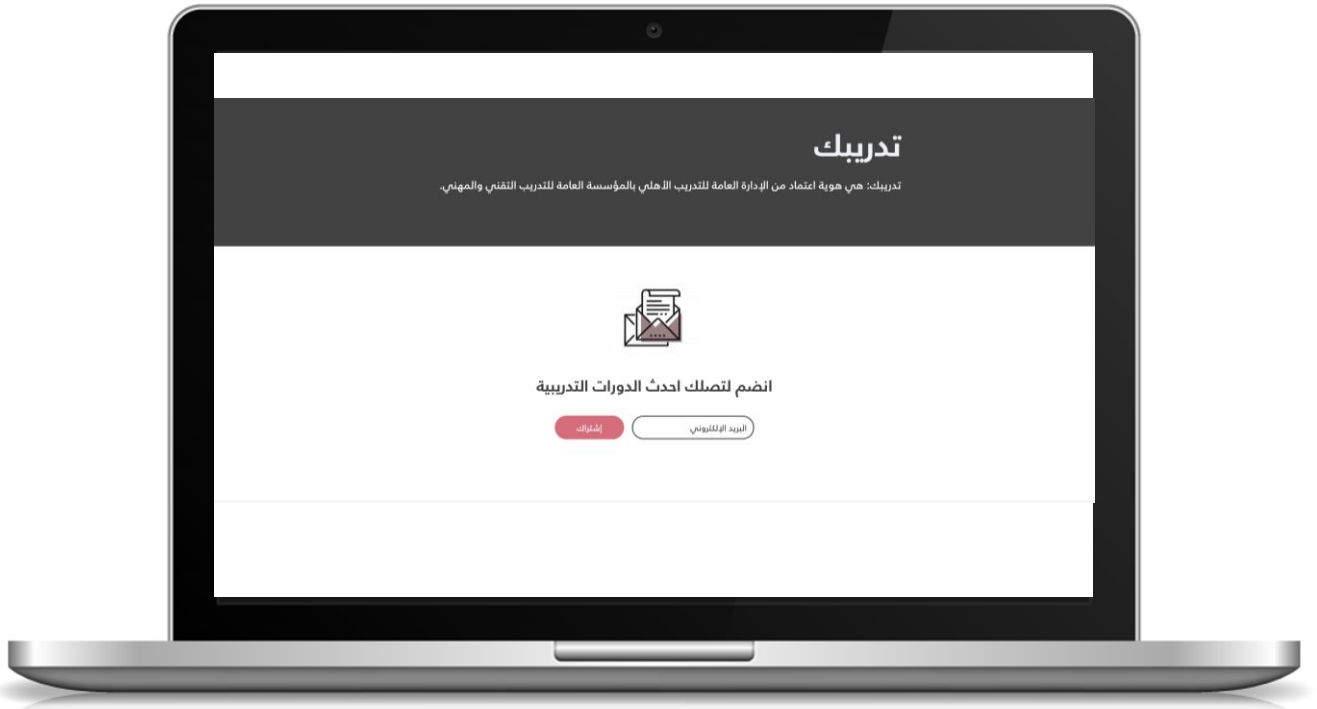 تدريبك
تدريبك: هي هوية اعتماد من الإدارة العامة للتدريب الأهلي بالمؤسسة العامة للتدريب التقني والمهني.
انضم لتصلك احدث الدورات التدريبية
البريد الإلكتروني
إشتراك